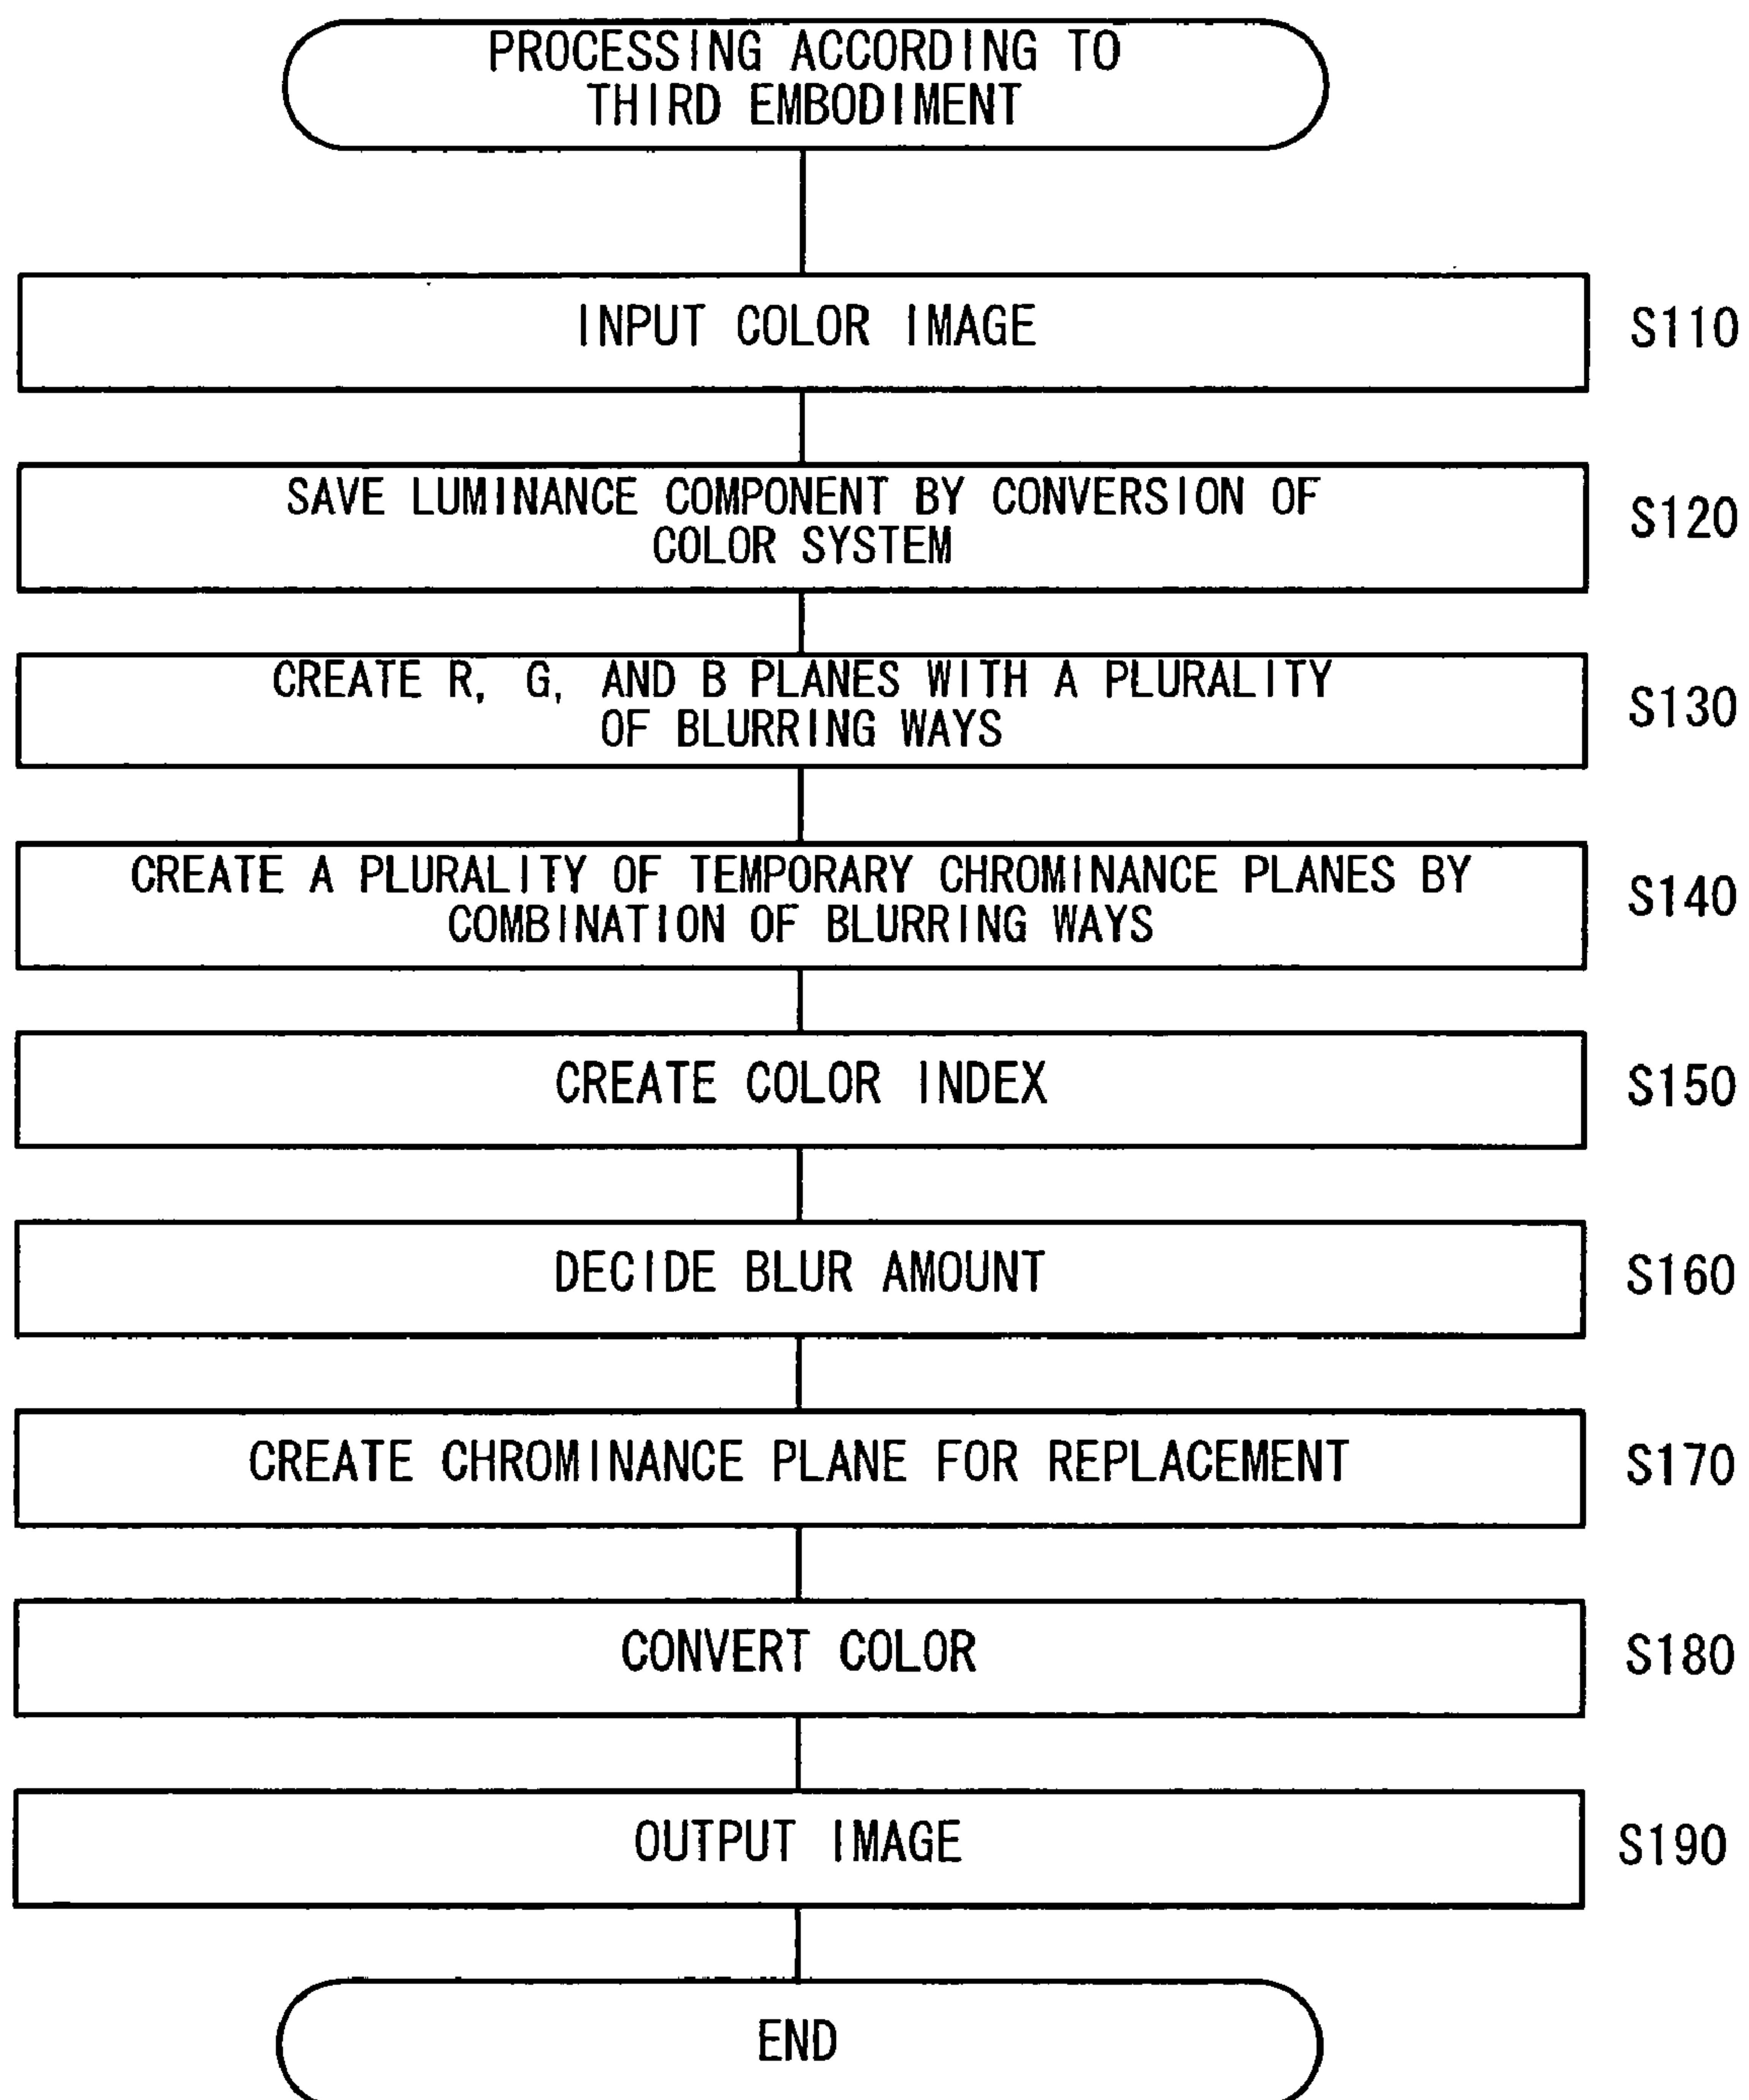 PROCESSING ACCORDING TO
THIRD EMBODIMENT
INPUT COLOR IMAGE
S110
SAVE LUMINANCE COMPONENT BY CONVERSION OF
COLOR SYSTEM
S120
CREATE R, G, AND B PLANES WITH A PLURALITY
OF BLURRING WAYS
S130
CREATE A PLURALITY OF TEMPORARY CHROMINANCE PLANES BY
COMBINATION OF BLURRING WAYS
S140
CREATE COLOR INDEX
S150
DECIDE BLUR AMOUNT
S160
CREATE CHROMINANCE PLANE FOR REPLACEMENT
S170
CONVERT COLOR
S180
OUTPUT IMAGE
S190
END